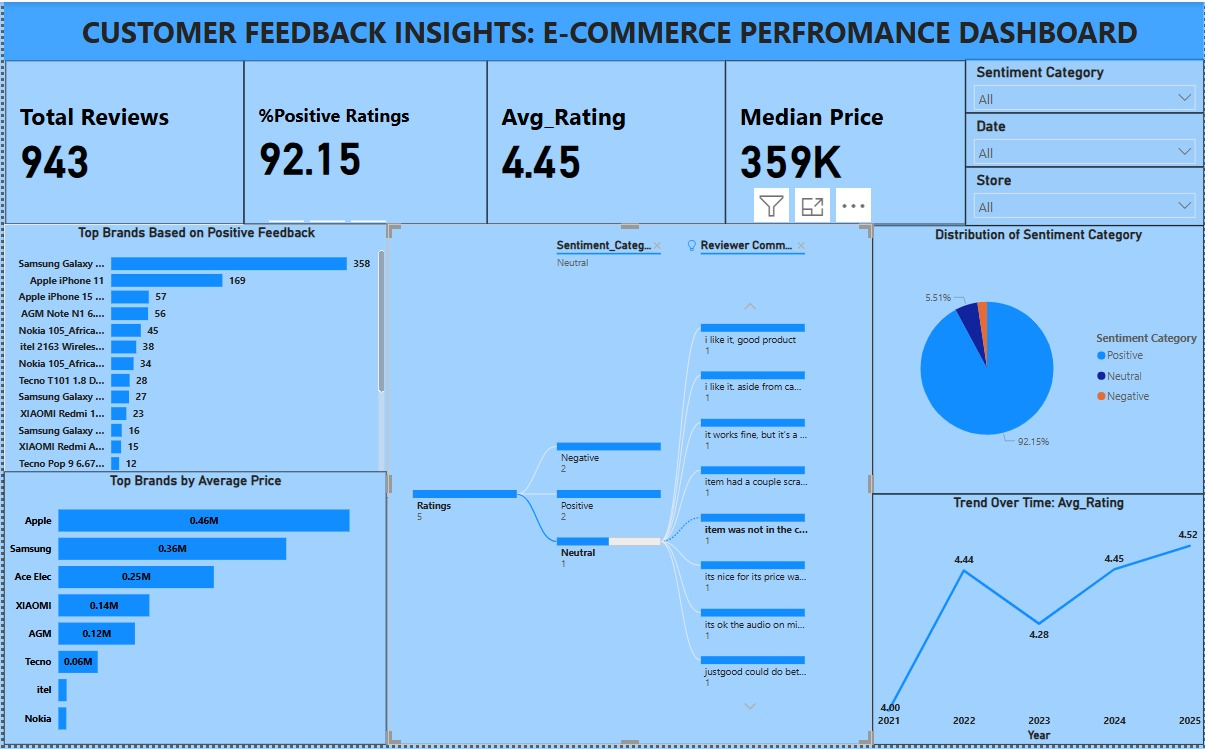 CUSTOMER FEEDBACK INSIGHTS: E-COMMERCE PERFROMANCE DASHBOARD
Total Reviews
943
%Positive Ratings
92.15
Avg_Rating
4.45
Median Price
359K
Sentiment Category
All
Date
All
Store
All
Top Brands Based on Positive Feedback
Samsung Galaxy ... 358
Apple iPhone 11 169
Apple iPhone 15 ... 57
AGM Note N1 6.... 56
Nokia 105_Africa... 45
itel 2163 Wireles... 38
Nokia 105_Africa... 34
Tecno T101 1.8 D... 28
Samsung Galaxy ... 27
XIAOMI Redmi 1... 23
Samsung Galaxy ... 16
XIAOMI Redmi A... 15
Tecno Pop 9 6.67... 12
Top Brands by Average Price
Apple 0.46M
Samsung 0.36M
Ace Elec 0.25M
XIAOMI 0.14M
AGM 0.12M
Tecno 0.06M
itel
Nokia
Sentiment_Categ...
Neutral
Reviewer Comm...
Ratings
5
Negative
2
Positive
2
Neutral
1
i like it, good product
1
i like it. aside from ca...
1
it works fine, but it's a ...
1
item had a couple scra...
1
item was not in the c...
1
its nice for its price wa...
1
its ok the audio on mi...
1
justgood could do bet...
1
Distribution of Sentiment Category
5.51%
92.15%
Sentiment Category
Positive
Neutral
Negative
Trend Over Time: Avg_Rating
4.00
4.44
4.28
4.45
4.52
2021 2022 2023 2024 2025
Year